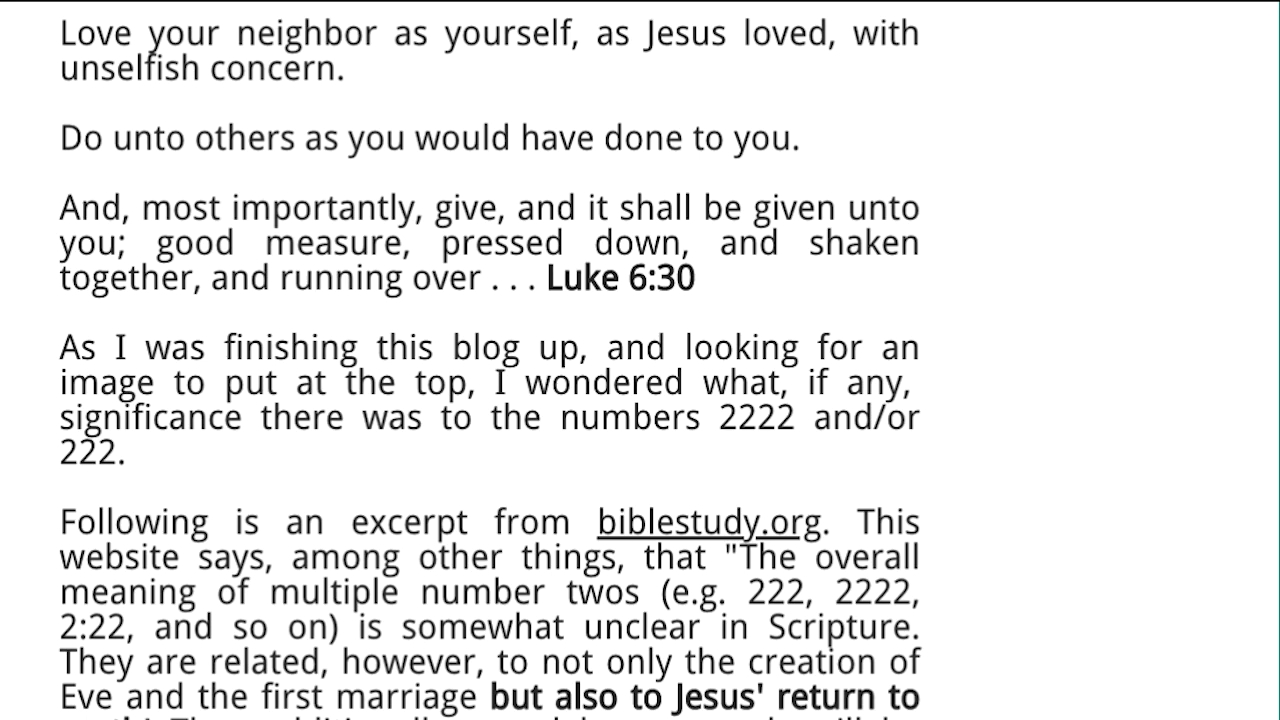 Love your neighbor as yourself, as Jesus loved, with
unselfish concern.
Do unto others as you would have done to you.
And, most importantly, give, and it shall be given unto
you; good measure, pressed down, and shaken
together, and running over . . . Luke 6:30
As I was finishing this blog up, and looking for an
image to put at the top, I wondered what, if any,
significance there was to the numbers 2222 and/or
222.
Following is an excerpt from biblestudy.org. This
website says, among other things, that "The overall
meaning of multiple number twos (e.g. 222, 2222,
2:22, and so on) is somewhat unclear in Scripture.
They are related, however, to not only the creation of
Eve and the first marriage but also to Jesus' return to